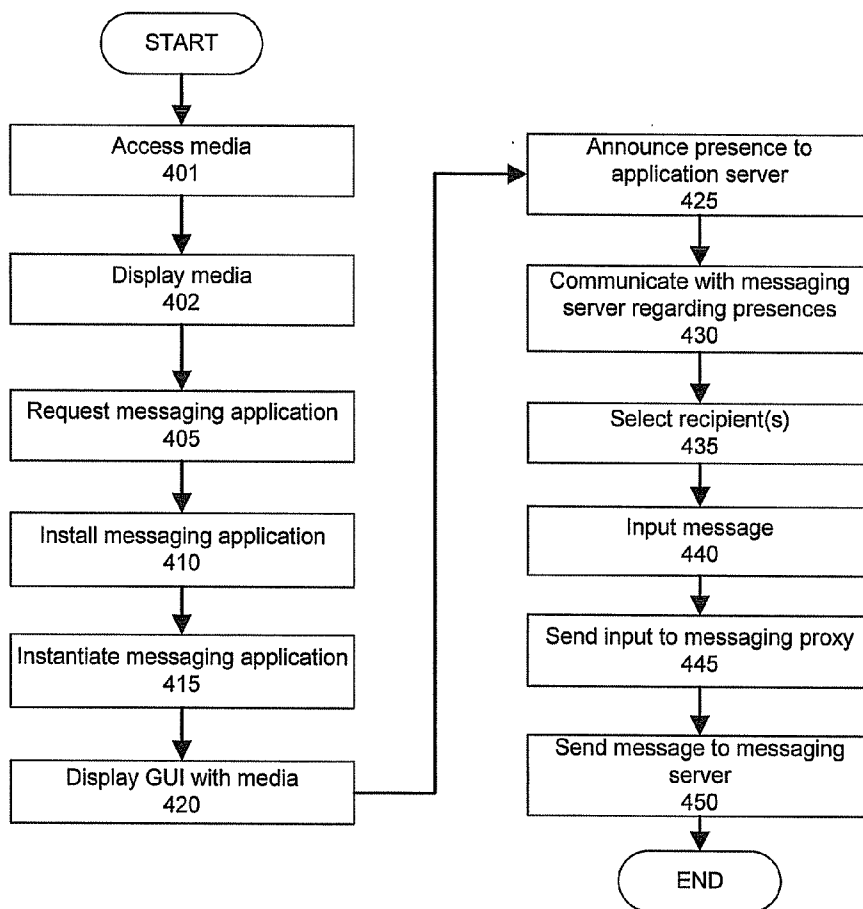 START
Access media
401
Display media
402
Request messaging application
405
Install messaging application
410
Instantiate messaging application
415
Display GUI with media
420
Announce presence to
application server
425
Communicate with messaging
server regarding presences
430
Select recipient(s)
435
Input message
440
Send input to messaging proxy
445
Send message to messaging
server
450
END